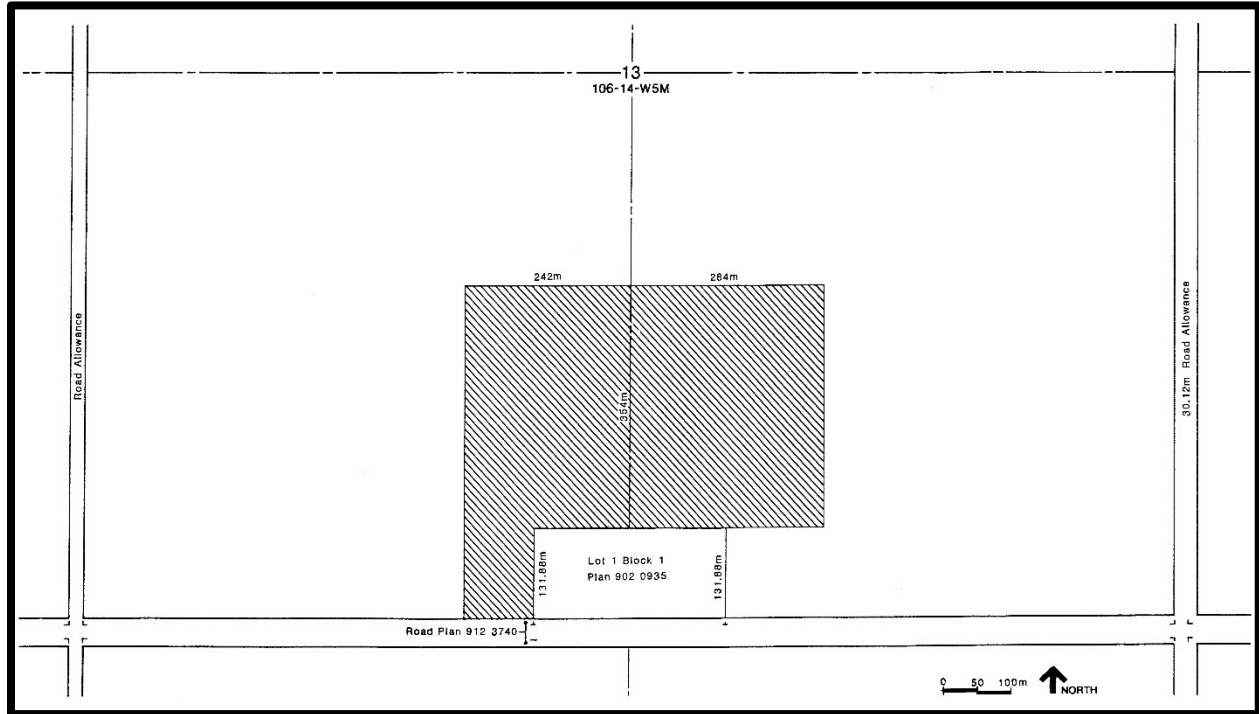 13
106-14-W5M
242m
284m
Road Allowance
354m
30.12m Road Allowance
131.88m
Lot 1 Block 1
Plan 902 0935
131.88m
Road Plan 912 3740
0 50 100m
NORTH